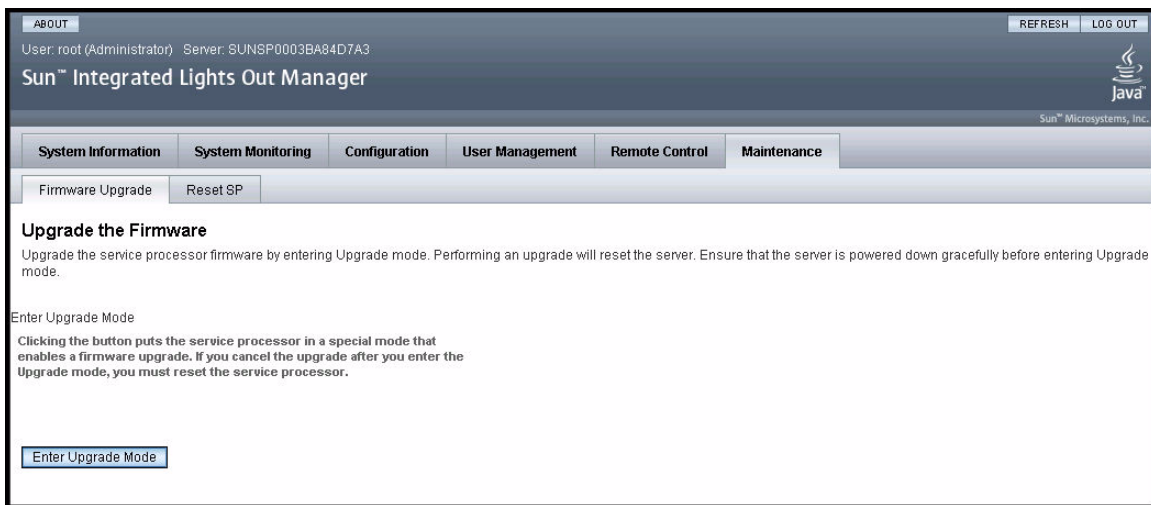 ABOUT
REFRESH
LOG OUT
User: root (Administrator) Server: SUNSP0003BA84D7A3
Sun™ Integrated Lights Out Manager
Java™
Sun™ Microsystems, Inc.
System Information
System Monitoring
Configuration
User Management
Remote Control
Maintenance
Firmware Upgrade
Reset SP
Upgrade the Firmware
Upgrade the service processor firmware by entering Upgrade mode. Performing an upgrade will reset the server. Ensure that the server is powered down gracefully before entering Upgrade
mode.
Enter Upgrade Mode
Clicking the button puts the service processor in a special mode that
enables a firmware upgrade. If you cancel the upgrade after you enter the
Upgrade mode, you must reset the service processor.
Enter Upgrade Mode